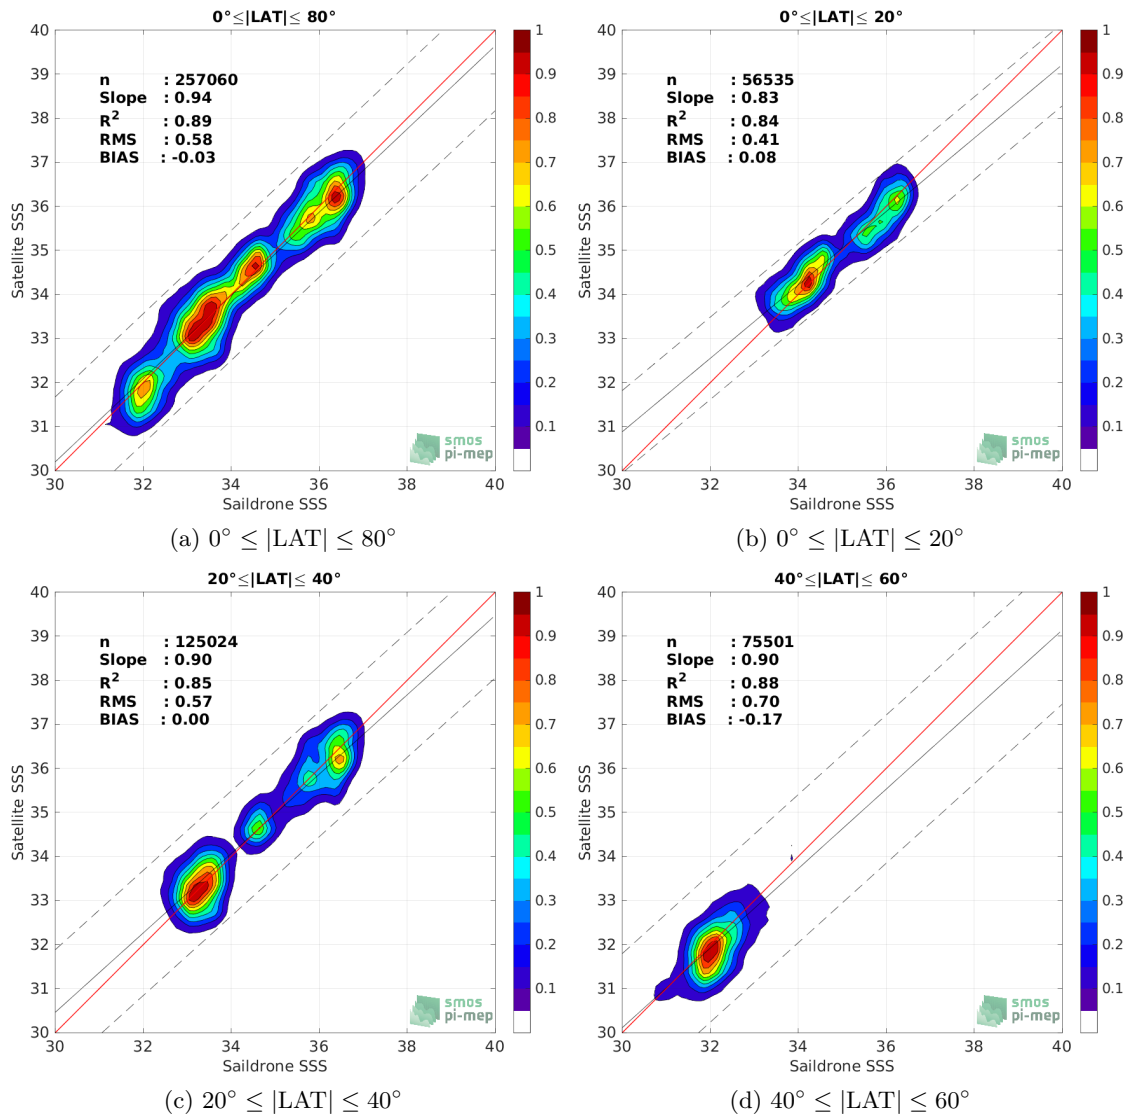 0°≤|LAT|≤ 80°
40
39
38
37
36
35
34
33
32
31
30
Satellite SSS
n : 257060
Slope : 0.94
R² : 0.89
RMS : 0.58
BIAS : -0.03
smos
pi-mep
30 32 34 36 38 40
Saildrone SSS
1
0.9
0.8
0.7
0.6
0.5
0.4
0.3
0.2
0.1
(a) 0° ≤ |LAT| ≤ 80°
0°≤|LAT|≤ 20°
40
39
38
37
36
35
34
33
32
31
30
Satellite SSS
n : 56535
Slope : 0.83
R² : 0.84
RMS : 0.41
BIAS : 0.08
smos
pi-mep
30 32 34 36 38 40
Saildrone SSS
1
0.9
0.8
0.7
0.6
0.5
0.4
0.3
0.2
0.1
(b) 0° ≤ |LAT| ≤ 20°
20°≤|LAT|≤ 40°
40
39
38
37
36
35
34
33
32
31
30
Satellite SSS
n : 125024
Slope : 0.90
R² : 0.85
RMS : 0.57
BIAS : 0.00
smos
pi-mep
30 32 34 36 38 40
Saildrone SSS
1
0.9
0.8
0.7
0.6
0.5
0.4
0.3
0.2
0.1
(c) 20° ≤ |LAT| ≤ 40°
40°≤|LAT|≤ 60°
40
39
38
37
36
35
34
33
32
31
30
Satellite SSS
n : 75501
Slope : 0.90
R² : 0.88
RMS : 0.70
BIAS : -0.17
smos
pi-mep
30 32 34 36 38 40
Saildrone SSS
1
0.9
0.8
0.7
0.6
0.5
0.4
0.3
0.2
0.1
(d) 40° ≤ |LAT| ≤ 60°